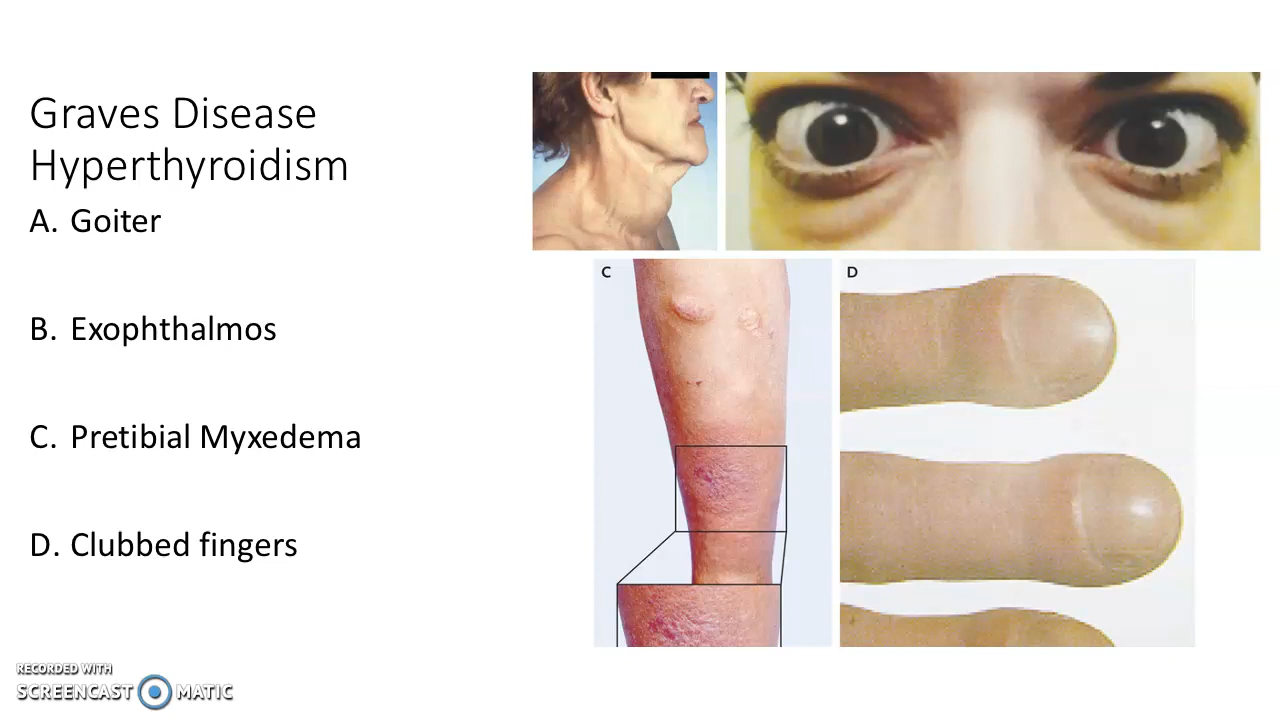 Graves Disease
Hyperthyroidism
A. Goiter
B. Exophthalmos
C. Pretibial Myxedema
D. Clubbed fingers
C
D
RECORDED WITH
SCREENCAST MATIC